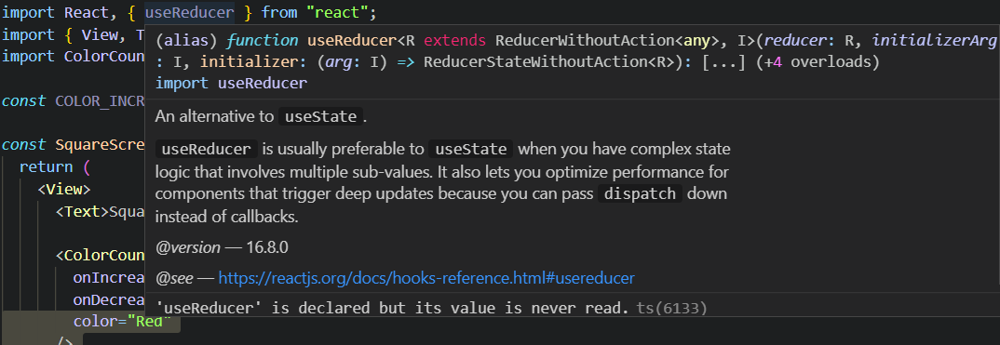 import React, { useReducer } from "react";
import { View, T
import ColorCoun
const COLOR_INCR
const SquareScre
return (
<View>
<Text>Squa
<ColorCoun
onIncrea
onDecrea
color="Red"
/>
(alias) function useReducer<R extends ReducerWithoutAction<any>, I>(reducer: R, initializerArg
: I, initializer: (arg: I) => ReducerStateWithoutAction<R>): [...] (+4 overloads)
import useReducer
An alternative to useState.
useReducer is usually preferable to useState when you have complex state
logic that involves multiple sub-values. It also lets you optimize performance for
components that trigger deep updates because you can pass dispatch down
instead of callbacks.
@version — 16.8.0
@see — https://reactjs.org/docs/hooks-reference.html#usereducer
'useReducer' is declared but its value is never read. ts(6133)